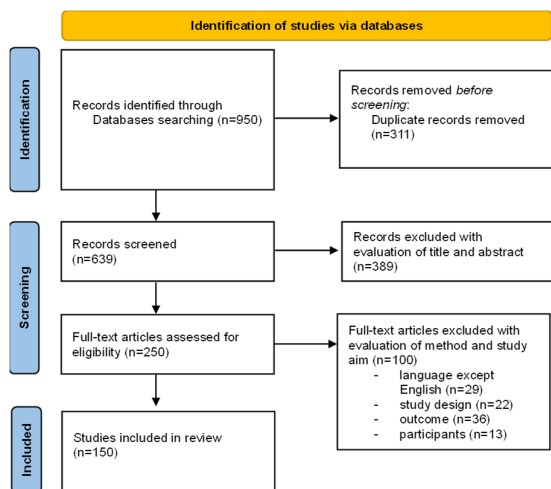 Identification of studies via databases
Identification
Records identified through
Databases searching (n=950)
Records removed before
screening:
Duplicate records removed
(n=311)
Screening
Records screened
(n=639)
Records excluded with
evaluation of title and abstract
(n=389)
Full-text articles assessed for
eligibility (n=250)
Full-text articles excluded with
evaluation of method and study
aim (n=100)
- language except
English (n=29)
- study design (n=22)
- outcome (n=36)
- participants (n=13)
Included
Studies included in review
(n=150)